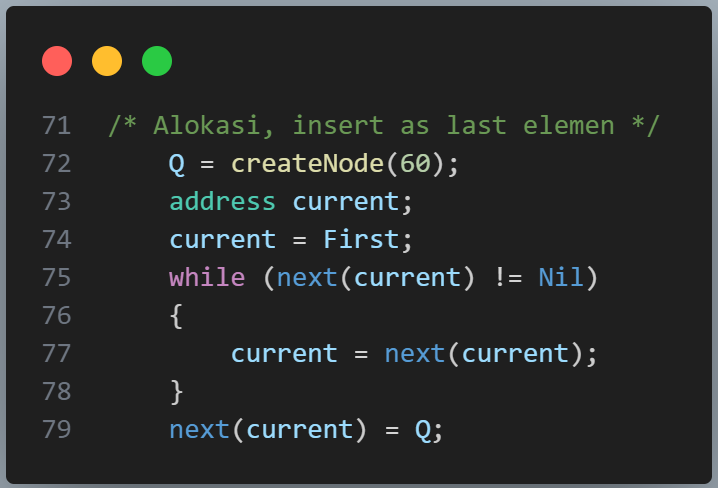 71 /* Alokasi, insert as last elemen */
72 Q = createNode(60);
73 address current;
74 current = First;
75 while (next(current) != Nil)
76 {
77 current = next(current);
78 }
79 next(current) = Q;